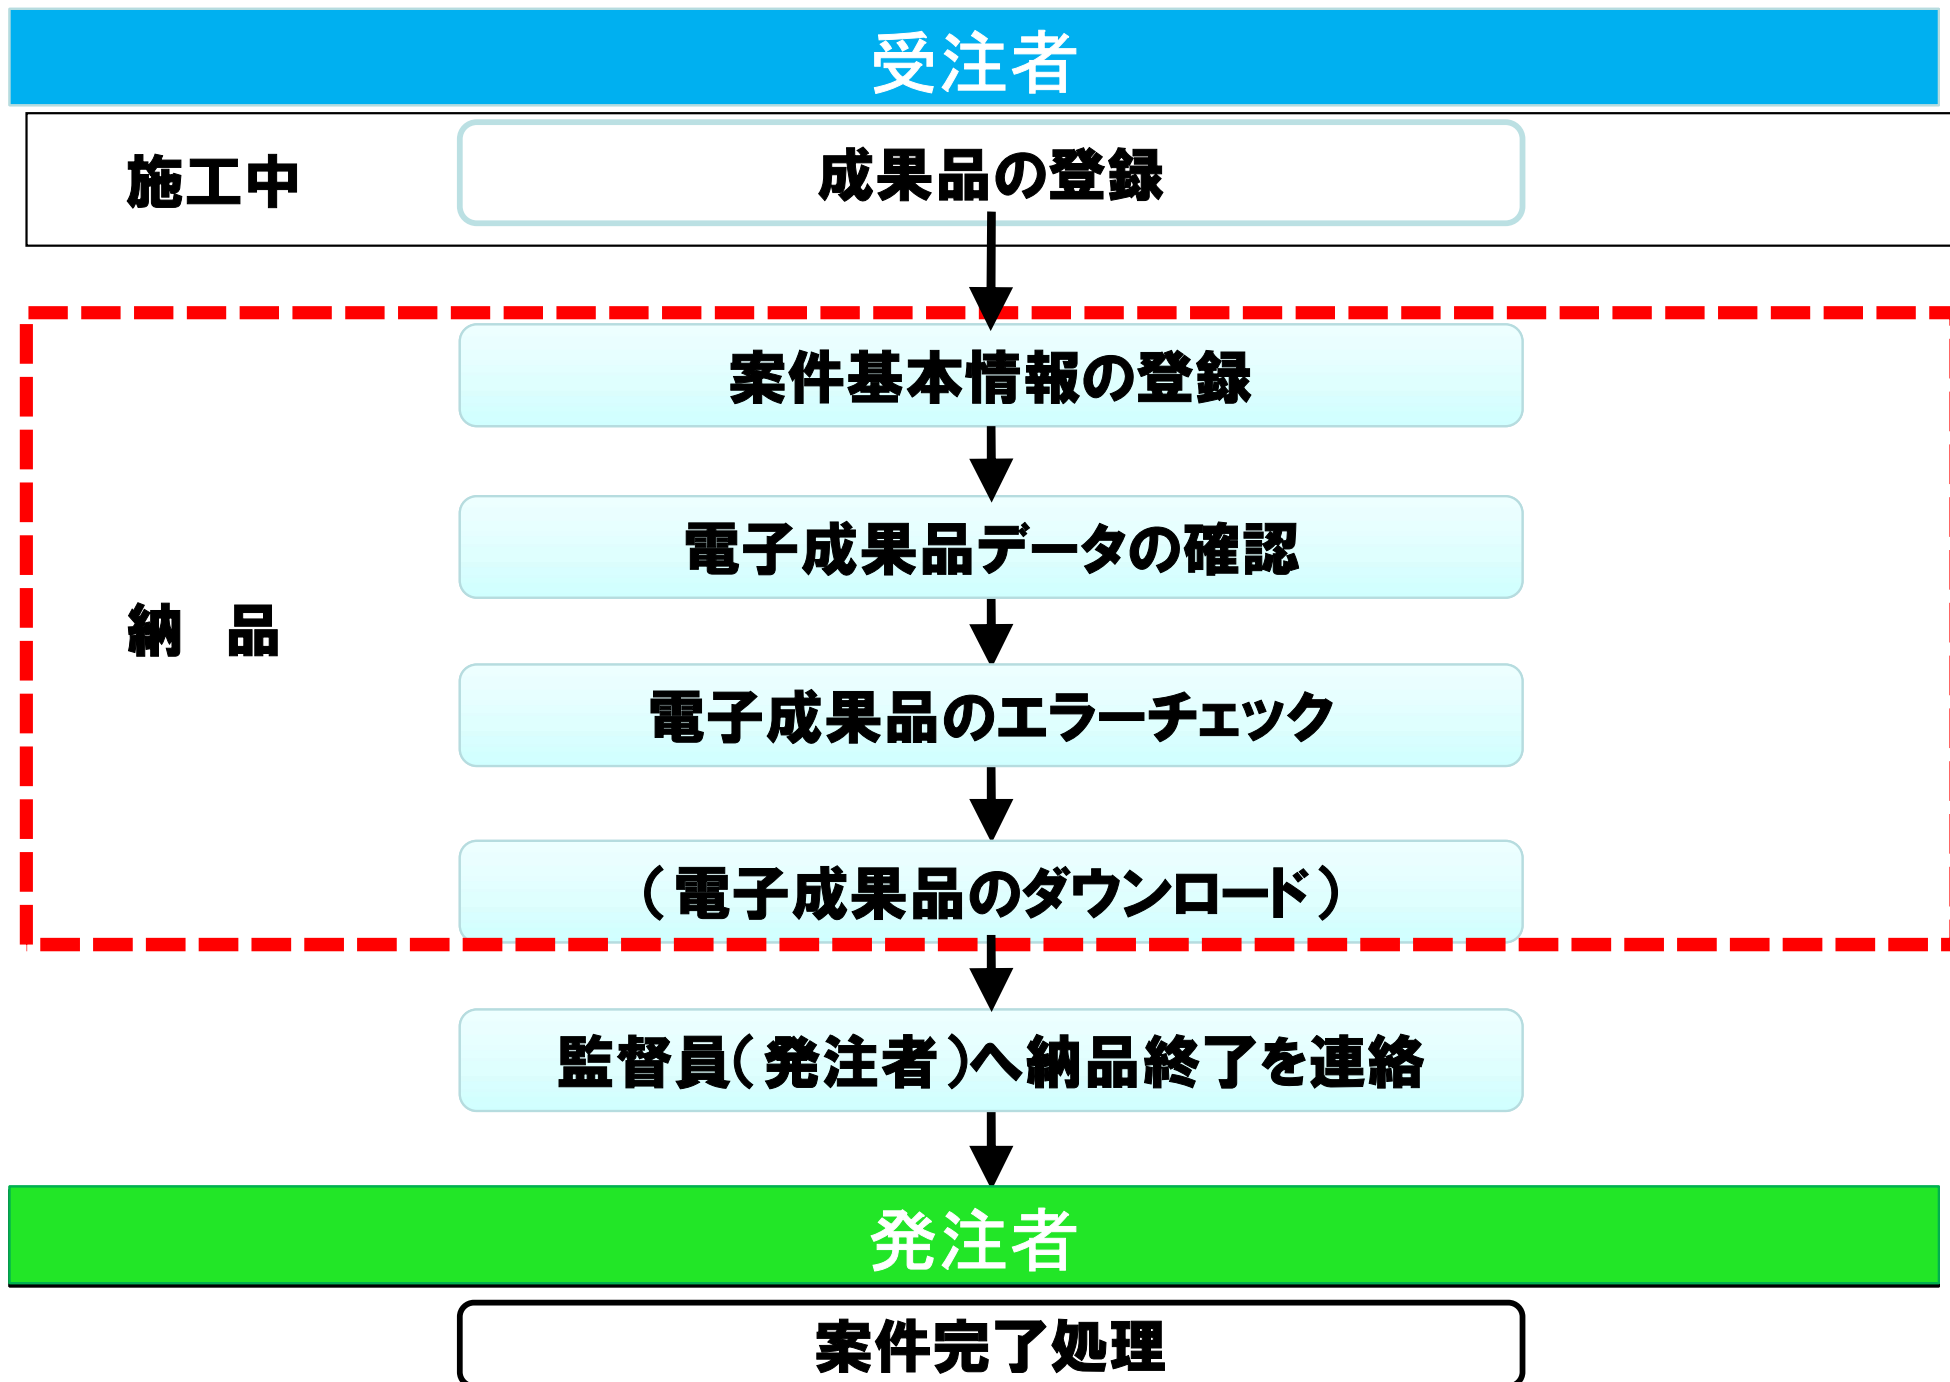 受注者
施工中
成果品の登録
案件基本情報の登録
電子成果品データの確認
納　品
電子成果品のエラーチェック
（電子成果品のダウンロード）
監督員（発注者）へ納品終了を連絡
発注者
案件完了処理